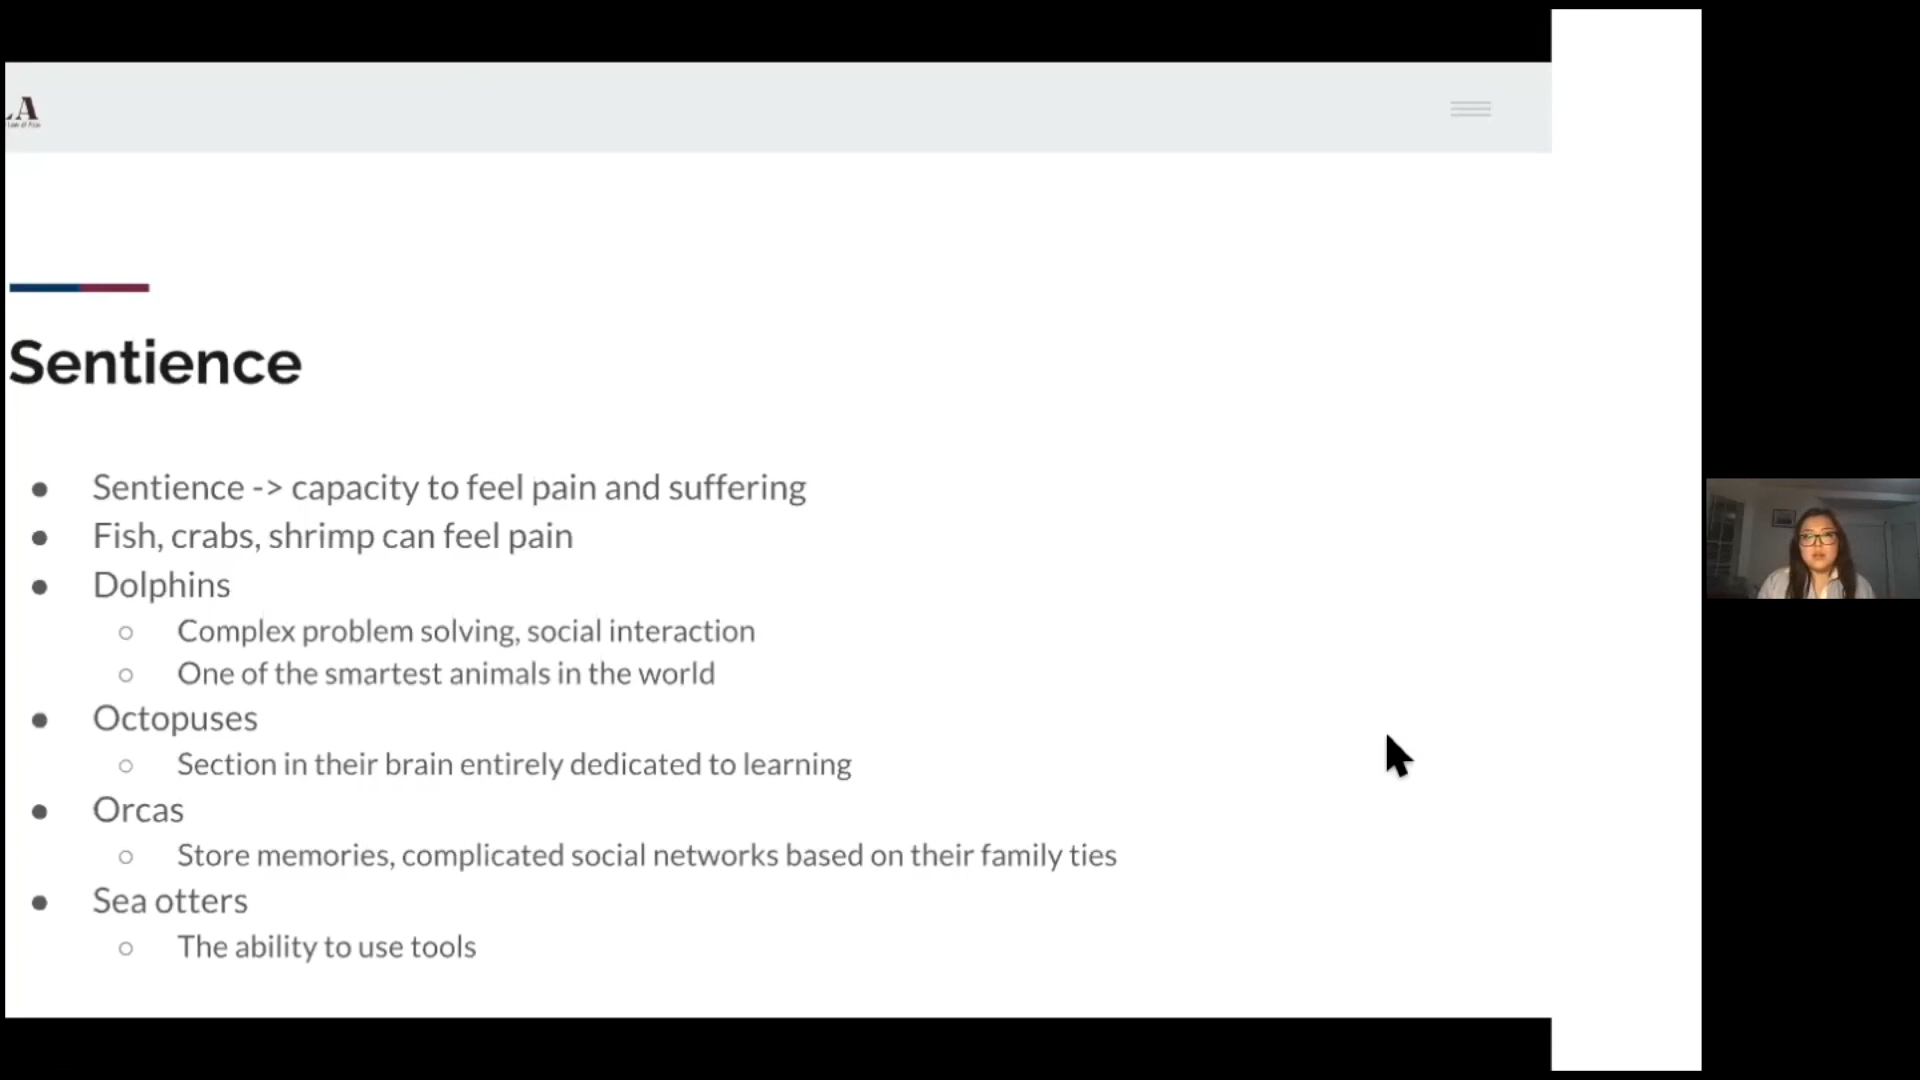 LA
Sentience
Sentience -> capacity to feel pain and suffering
Fish, crabs, shrimp can feel pain
Dolphins
Complex problem solving, social interaction
One of the smartest animals in the world
Octopuses
Section in their brain entirely dedicated to learning
Orcas
Store memories, complicated social networks based on their family ties
Sea otters
The ability to use tools